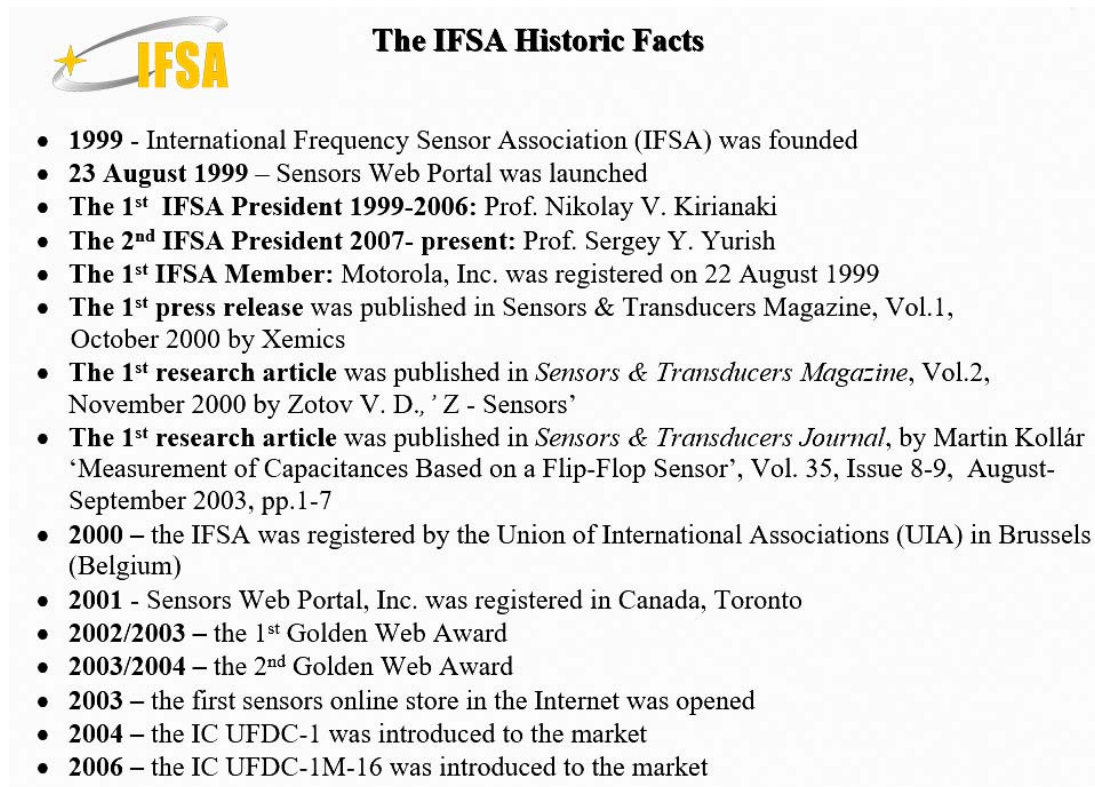 IFSA
The IFSA Historic Facts
• 1999 - International Frequency Sensor Association (IFSA) was founded
• 23 August 1999 – Sensors Web Portal was launched
• The 1st IFSA President 1999-2006: Prof. Nikolay V. Kirianaki
• The 2nd IFSA President 2007- present: Prof. Sergey Y. Yurish
• The 1st IFSA Member: Motorola, Inc. was registered on 22 August 1999
• The 1st press release was published in Sensors & Transducers Magazine, Vol.1,
October 2000 by Xemics
• The 1st research article was published in Sensors & Transducers Magazine, Vol.2,
November 2000 by Zotov V. D., ’ Z - Sensors’
• The 1st research article was published in Sensors & Transducers Journal, by Martin Kollár
‘Measurement of Capacitances Based on a Flip-Flop Sensor’, Vol. 35, Issue 8-9, August-
September 2003, pp.1-7
• 2000 – the IFSA was registered by the Union of International Associations (UIA) in Brussels
(Belgium)
• 2001 - Sensors Web Portal, Inc. was registered in Canada, Toronto
• 2002/2003 – the 1st Golden Web Award
• 2003/2004 – the 2nd Golden Web Award
• 2003 – the first sensors online store in the Internet was opened
• 2004 – the IC UFDC-1 was introduced to the market
• 2006 – the IC UFDC-1M-16 was introduced to the market